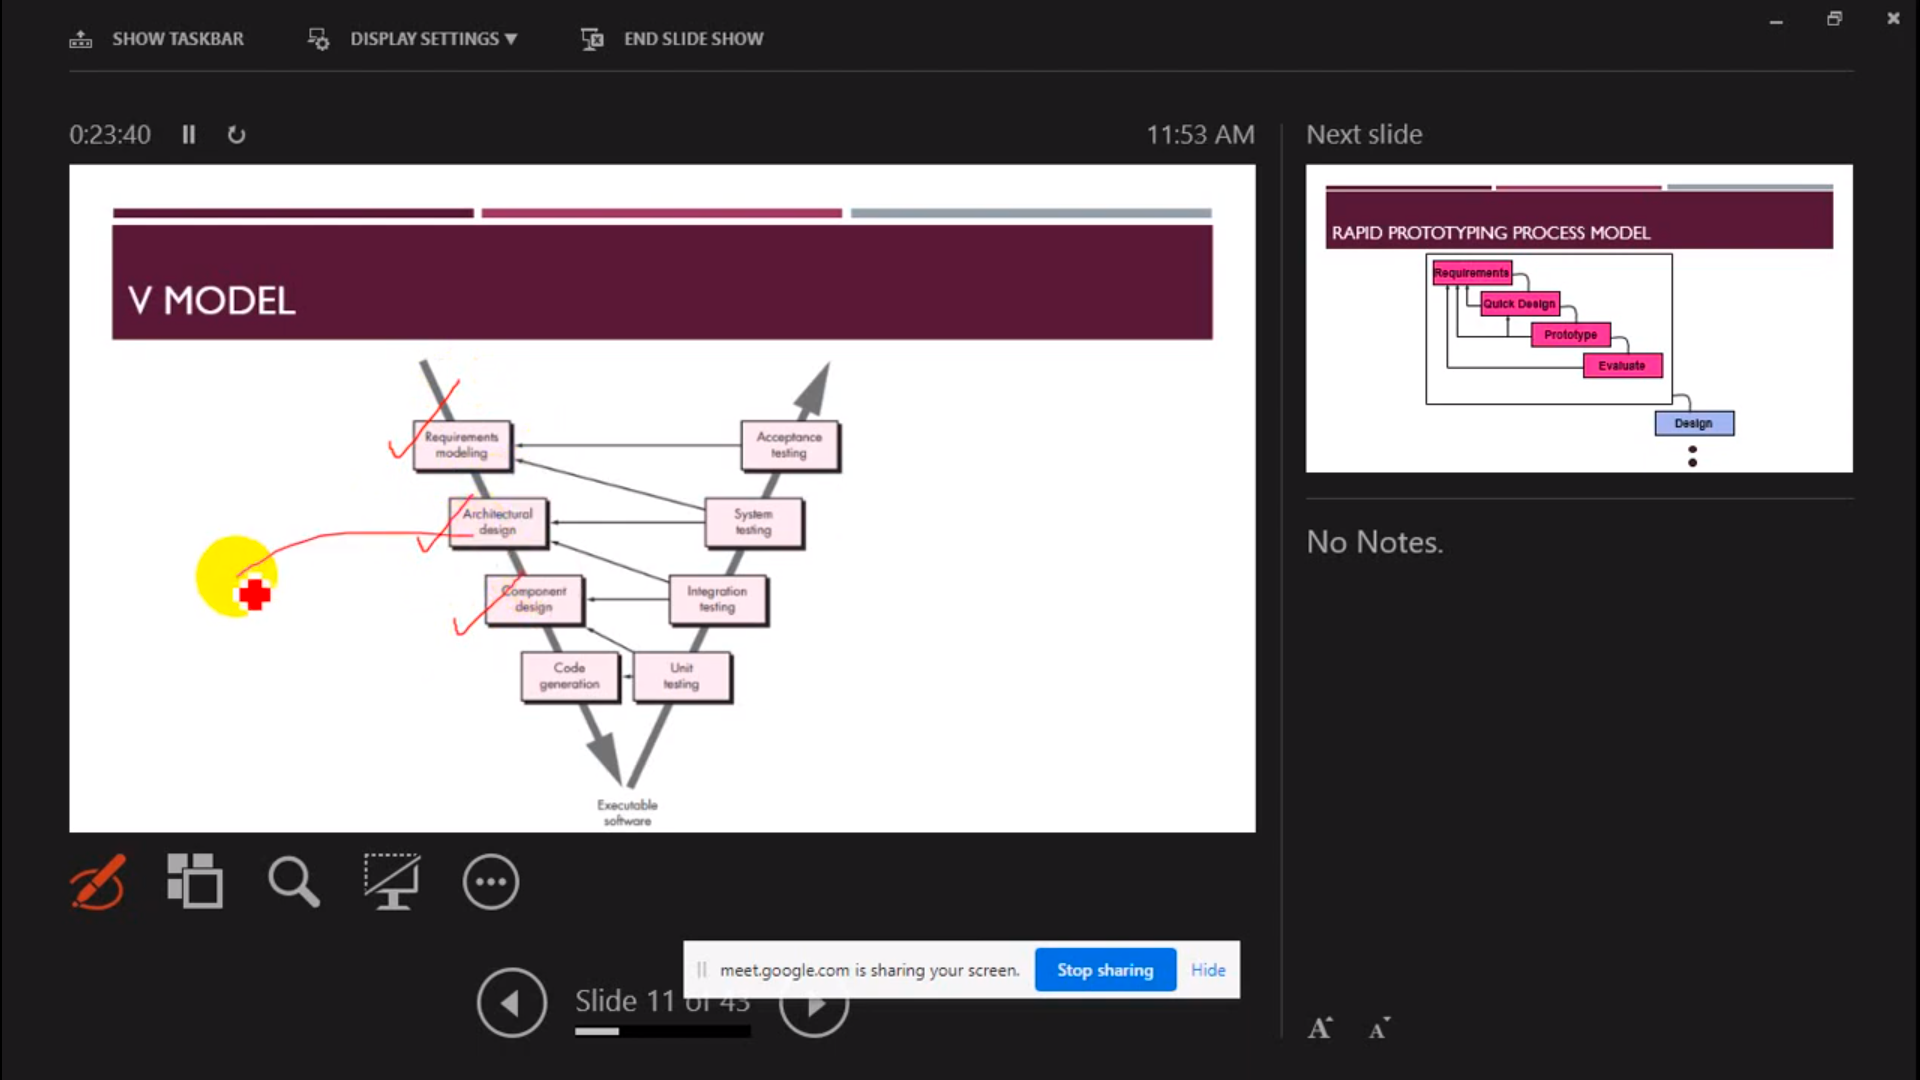 SHOW TASKBAR
DISPLAY SETTINGS ▼
END SLIDE SHOW
0:23:40
11:53 AM
Next slide
V MODEL
Requirements
modeling
Acceptance
testing
Architectural
design
System
testing
Component
design
Integration
testing
Code
generation
Unit
testing
Executable
software
RAPID PROTOTYPING PROCESS MODEL
Requirements
Quick Design
Prototype
Evaluate
Design
No Notes.
meet.google.com is sharing your screen.
Stop sharing
Hide
Slide 11 of 43
A
A